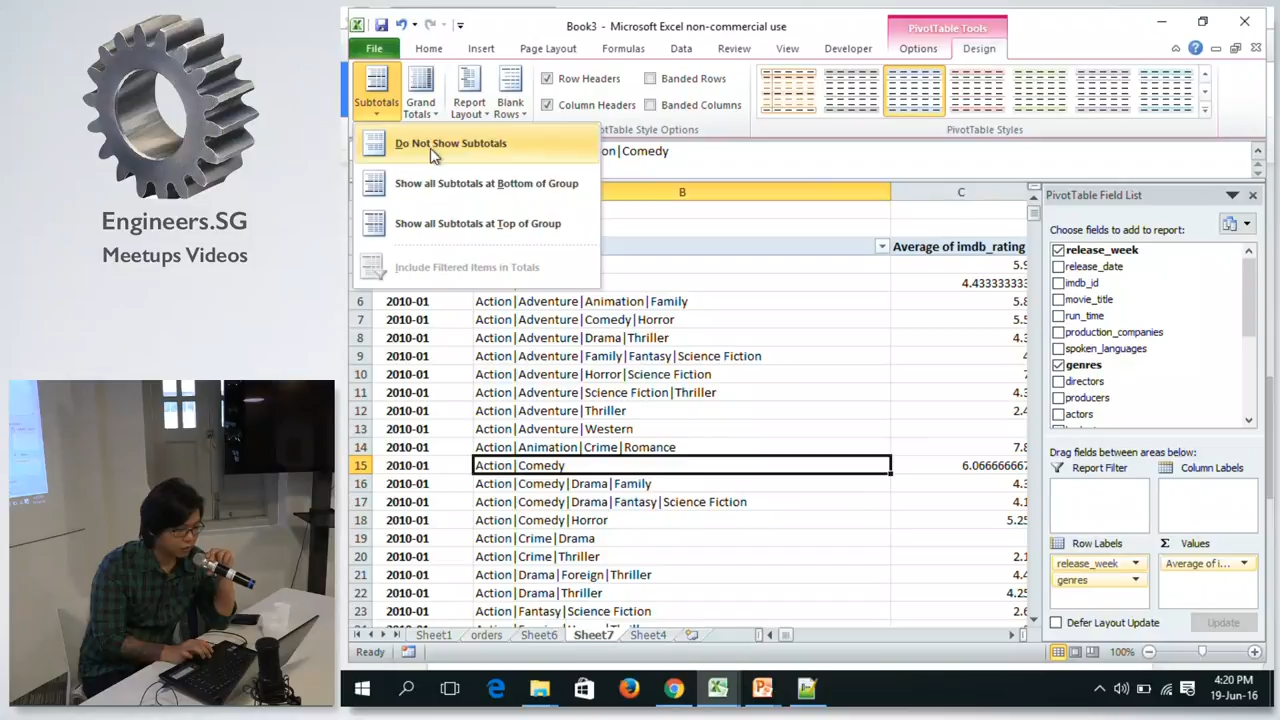 Engineers.SG
Meetups Videos
Book3 - Microsoft Excel non-commercial use
PivotTable Tools
File Home Insert Page Layout Formulas Data Review View Developer Options Design
Subtotals
Grand Totals
Report Layout
Blank Rows
Row Headers
Banded Rows
Column Headers
Banded Columns
PivotTable Style Options
PivotTable Styles
Do Not Show Subtotals
Show all Subtotals at Bottom of Group
Show all Subtotals at Top of Group
Include Filtered Items in Totals
on|Comedy
B C
Average of imdb_rating
5.9
4.43333333
6 2010-01 Action|Adventure|Animation|Family 5.8
7 2010-01 Action|Adventure|Comedy|Horror 5.5
8 2010-01 Action|Adventure|Drama|Thriller 4.3
9 2010-01 Action|Adventure|Family|Fantasy|Science Fiction 4
10 2010-01 Action|Adventure|Horror|Science Fiction 7
11 2010-01 Action|Adventure|Science Fiction|Thriller 4.3
12 2010-01 Action|Adventure|Thriller 2.4
13 2010-01 Action|Adventure|Western
14 2010-01 Action|Animation|Crime|Romance 7.8
15 2010-01 Action|Comedy 6.066666667
16 2010-01 Action|Comedy|Drama|Family 4.3
17 2010-01 Action|Comedy|Drama|Fantasy|Science Fiction 4.1
18 2010-01 Action|Comedy|Horror 5.25
19 2010-01 Action|Crime|Drama
20 2010-01 Action|Crime|Thriller 2.1
21 2010-01 Action|Drama|Foreign|Thriller 4.4
22 2010-01 Action|Drama|Thriller 4.25
23 2010-01 Action|Fantasy|Science Fiction 2.6
PivotTable Field List
Choose fields to add to report:
release_week
release_date
imdb_id
movie_title
run_time
production_companies
spoken_languages
genres
directors
producers
actors
Drag fields between areas below:
Report Filter
Column Labels
Row Labels
Σ Values
release_week
genres
Average of i...
Defer Layout Update
Update
Sheet1 orders Sheet6 Sheet7 Sheet4
Ready
100%
4:20 PM
19-Jun-16